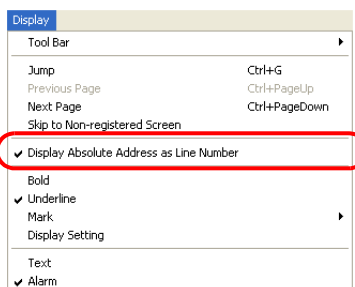 Display
Tool Bar
Jump Ctrl+G
Previous Page Ctrl+PageUp
Next Page Ctrl+PageDown
Skip to Non-registered Screen
Display Absolute Address as Line Number
Bold
Underline
Mark
Display Setting
Text
Alarm